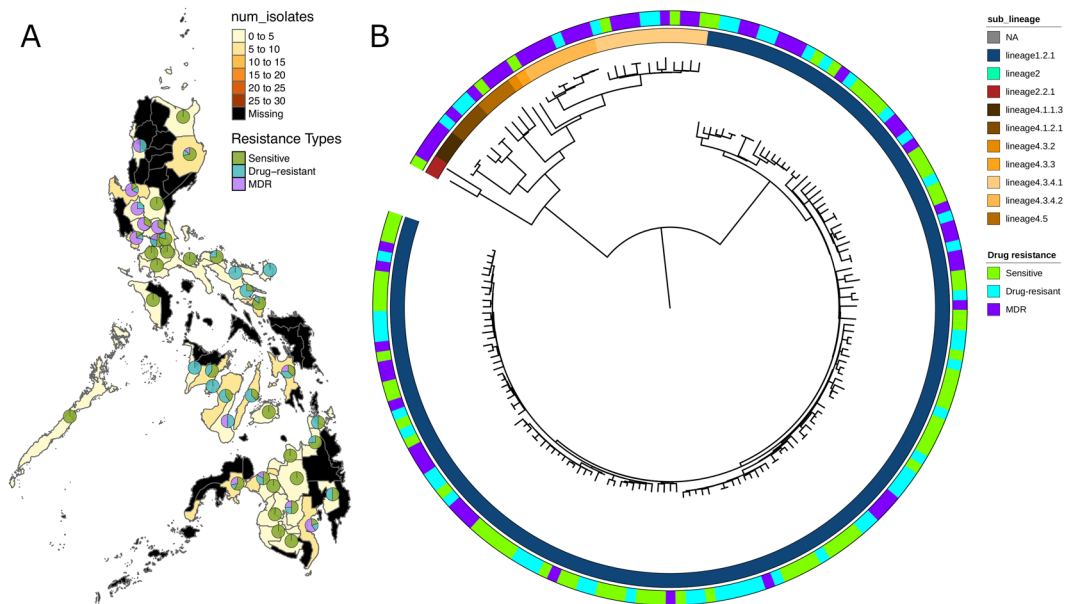 A
num_isolates
0 to 5
5 to 10
10 to 15
15 to 20
20 to 25
25 to 30
Missing
Resistance Types
Sensitive
Drug−resistant
MDR
B
sub_lineage
NA
lineage1.2.1
lineage2
lineage2.2.1
lineage4.1.1.3
lineage4.1.2.1
lineage4.3.2
lineage4.3.3
lineage4.3.4.1
lineage4.3.4.2
lineage4.5
Drug resistance
Sensitive
Drug-resisant
MDR